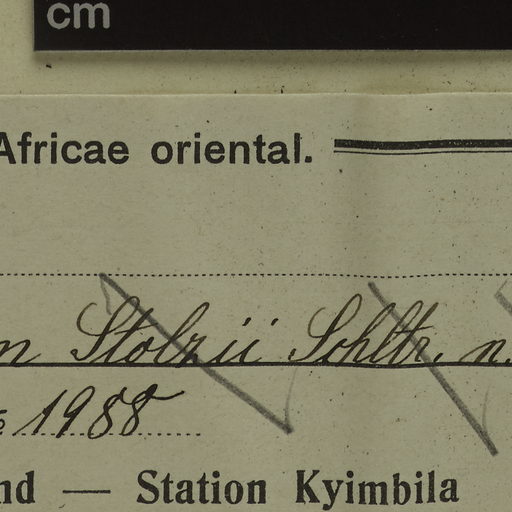 cm
Africae oriental.
n Stolzii Schltr. n.
1988
nd — Station Kyimbila